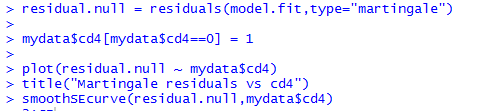 > residual.null = residuals(model.fit,type="martingale")
>
> mydata$cd4[mydata$cd4==0] = 1
>
> plot(residual.null ~ mydata$cd4)
> title("Martingale residuals vs cd4")
> smoothSEcurve(residual.null,mydata$cd4)